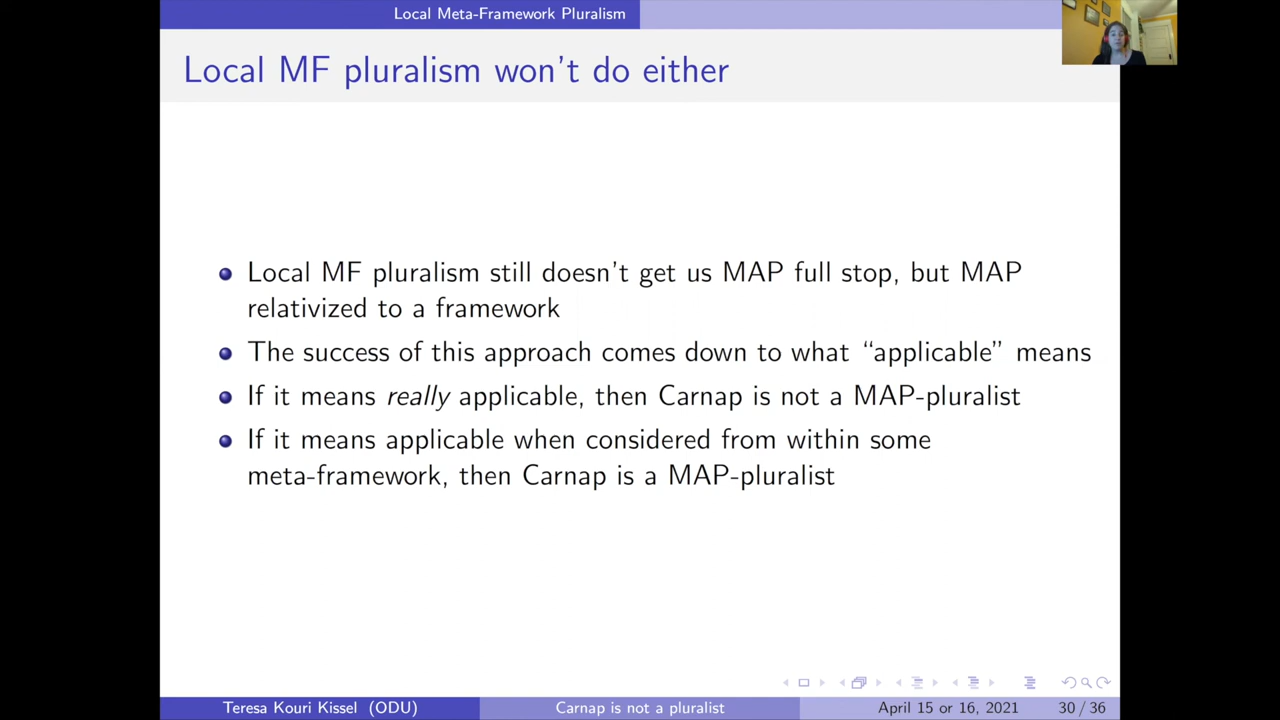 Local Meta-Framework Pluralism
Local MF pluralism won't do either
Local MF pluralism still doesn't get us MAP full stop, but MAP
relativized to a framework
The success of this approach comes down to what “applicable” means
If it means really applicable, then Carnap is not a MAP-pluralist
If it means applicable when considered from within some
meta-framework, then Carnap is a MAP-pluralist
Teresa Kouri Kissel (ODU) Carnap is not a pluralist April 15 or 16, 2021 30 / 36